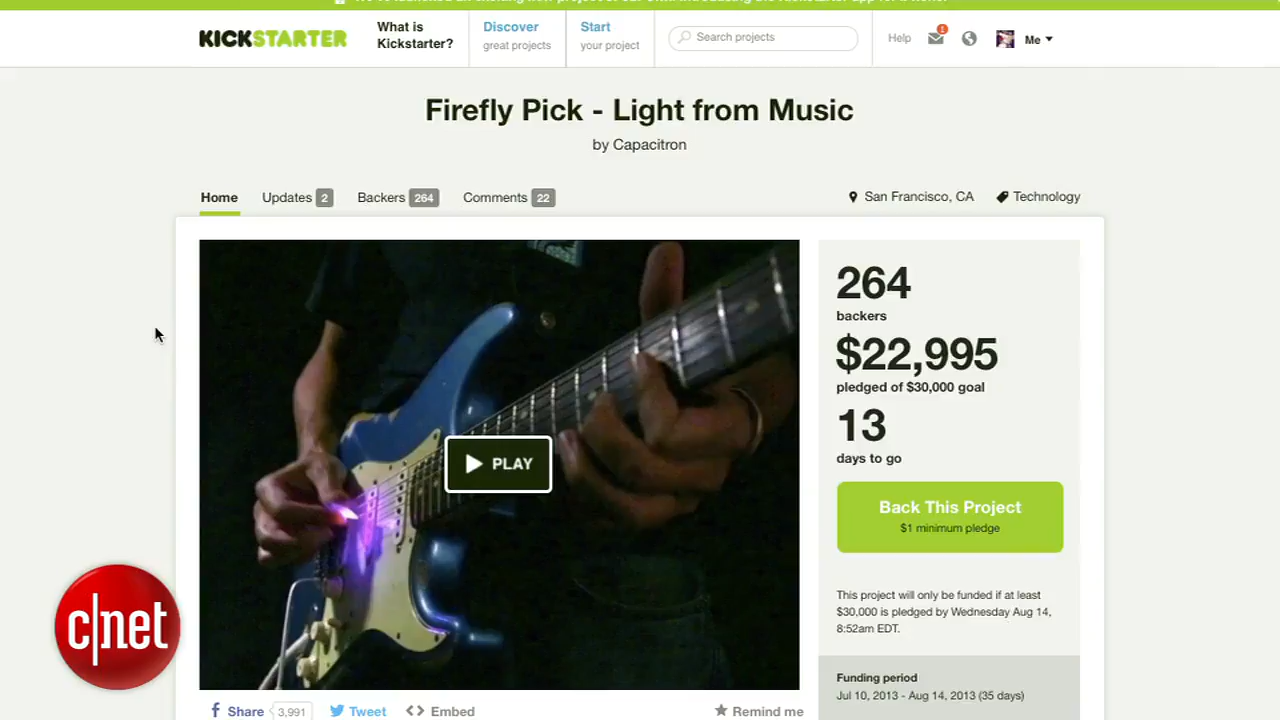 KICKSTARTER
What is
Kickstarter?
Discover
great projects
Start
your project
Search projects
Help
1
Me
Firefly Pick - Light from Music
by Capacitron
Home
Updates 2
Backers 264
Comments 22
San Francisco, CA
Technology
264
backers
$22,995
pledged of $30,000 goal
13
days to go
PLAY
Back This Project
$1 minimum pledge
This project will only be funded if at least
$30,000 is pledged by Wednesday Aug 14,
8:52am EDT.
Funding period
Jul 10, 2013 - Aug 14, 2013 (35 days)
c|net
Share 3,991
Tweet
Embed
Remind me